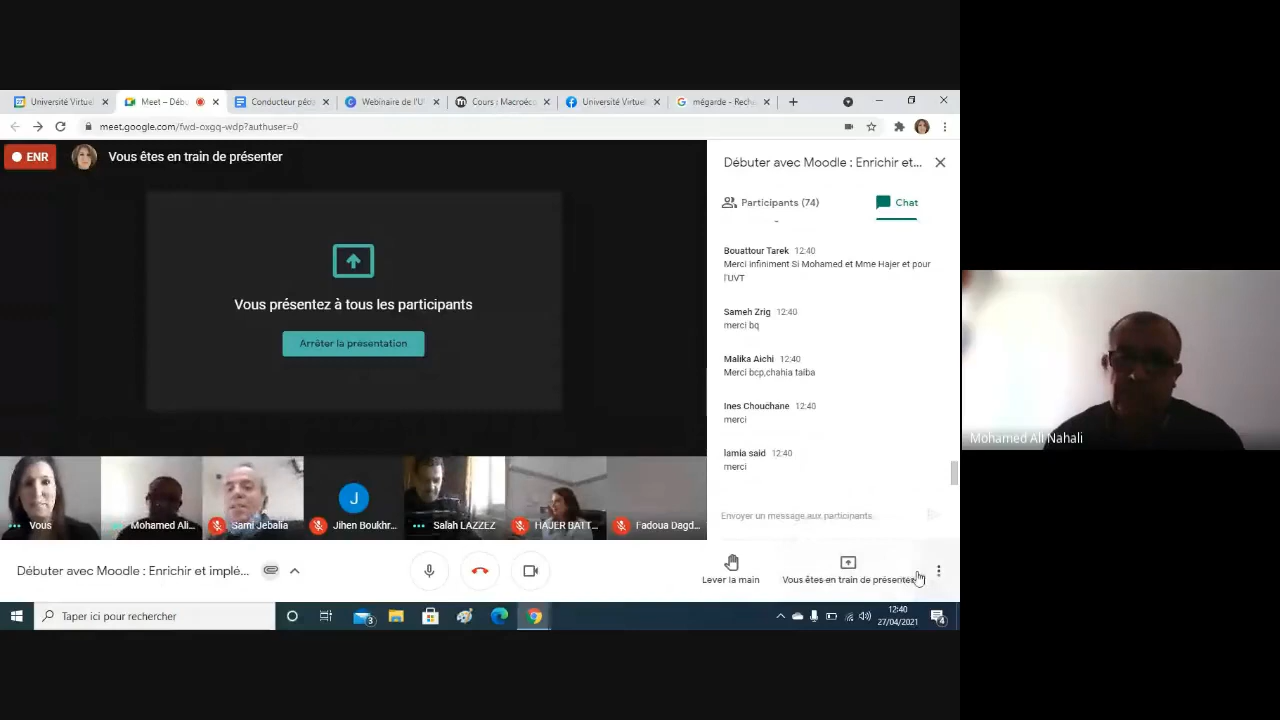 Université Virtuel
Meet – Débu
Conducteur péd
Webinaire de l'U
Cours : Macroéc
Université Virtuel
mégarde - Rech
meet.google.com/fwd-oxgq-wdp?authuser=0
ENR
Vous êtes en train de présenter
Vous présentez à tous les participants
Arrêter la présentation
Débuter avec Moodle : Enrichir et...
Participants (74)
Chat
Bouattour Tarek 12:40
Merci infiniment Si Mohamed et Mme Hajer et pour
l'UVT
Sameh Zrig 12:40
merci bq
Malika Aichi 12:40
Merci bcp,chahia taiba
Ines Chouchane 12:40
merci
lamia said 12:40
merci
Envoyer un message aux participants
Vous
Mohamed Ali...
Sami Jebalia
J
Jihen Boukhr...
Salah LAZZEZ
HAJER BATT...
Fadoua Dagd...
Mohamed Ali Nahali
Débuter avec Moodle : Enrichir et implé...
Lever la main
Vous êtes en train de présenter
Taper ici pour rechercher
3
12:40
27/04/2021
4